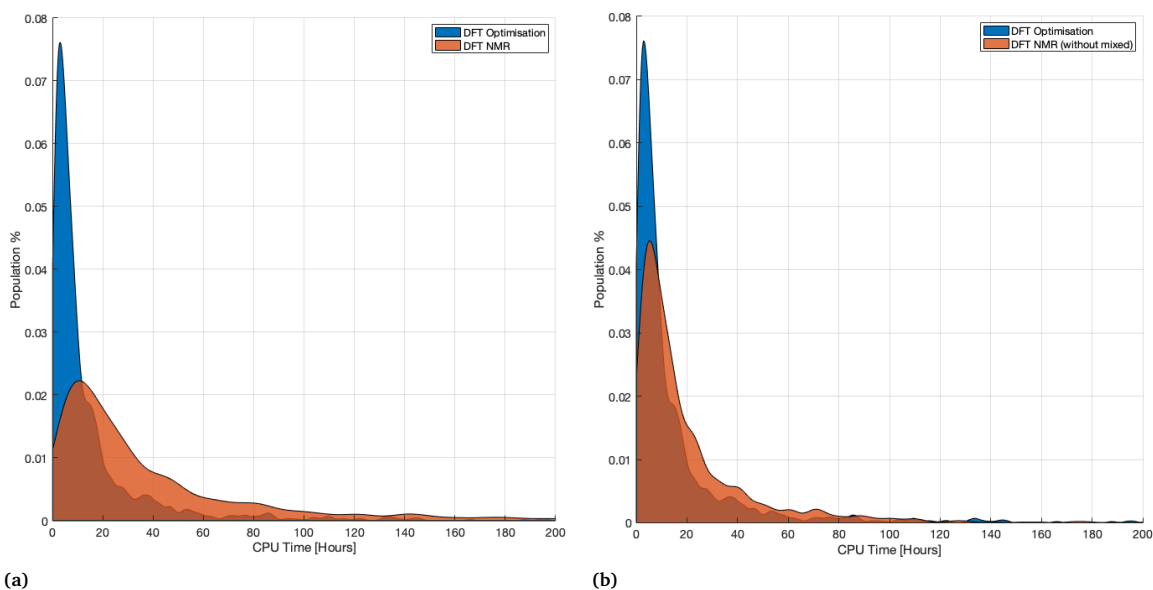 0.08
0.07
0.06
0.05
0.04
0.03
0.02
0.01
0
Population %
0 20 40 60 80 100 120 140 160 180 200
CPU Time [Hours]
DFT Optimisation
DFT NMR
(a)
0.08
0.07
0.06
0.05
0.04
0.03
0.02
0.01
0
Population %
0 20 40 60 80 100 120 140 160 180 200
CPU Time [Hours]
DFT Optimisation
DFT NMR (without mixed)
(b)